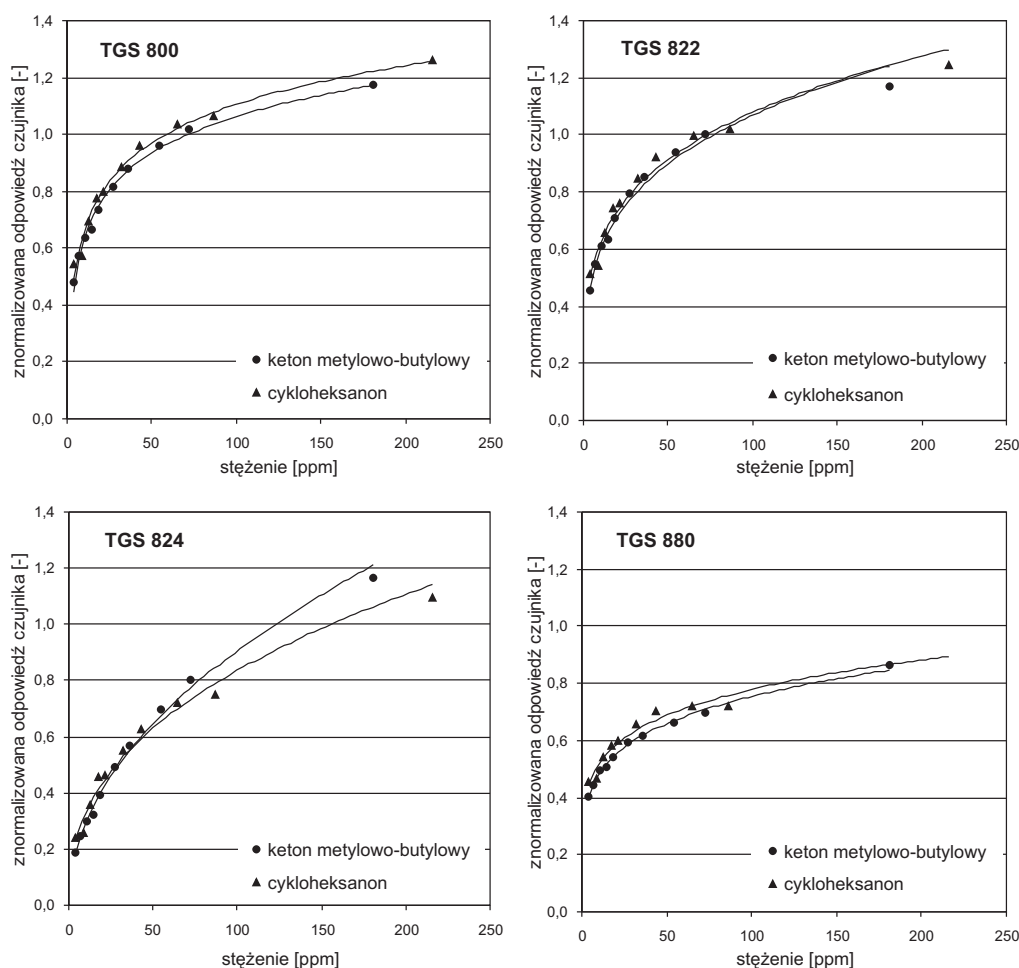 TGS 800
znormalizowana odpowiedź czujnika [-]
1,4
1,2
1,0
0,8
0,6
0,4
0,2
0,0
keton metylowo-butylowy
cykloheksanon
0 50 100 150 200 250
stężenie [ppm]
TGS 822
znormalizowana odpowiedź czujnika [-]
1,4
1,2
1,0
0,8
0,6
0,4
0,2
0,0
keton metylowo-butylowy
cykloheksanon
0 50 100 150 200 250
stężenie [ppm]
TGS 824
znormalizowana odpowiedź czujnika [-]
1,4
1,2
1,0
0,8
0,6
0,4
0,2
0,0
keton metylowo-butylowy
cykloheksanon
0 50 100 150 200 250
stężenie [ppm]
TGS 880
znormalizowana odpowiedź czujnika [-]
1,4
1,2
1,0
0,8
0,6
0,4
0,2
0,0
keton metylowo-butylowy
cykloheksanon
0 50 100 150 200 250
stężenie [ppm]